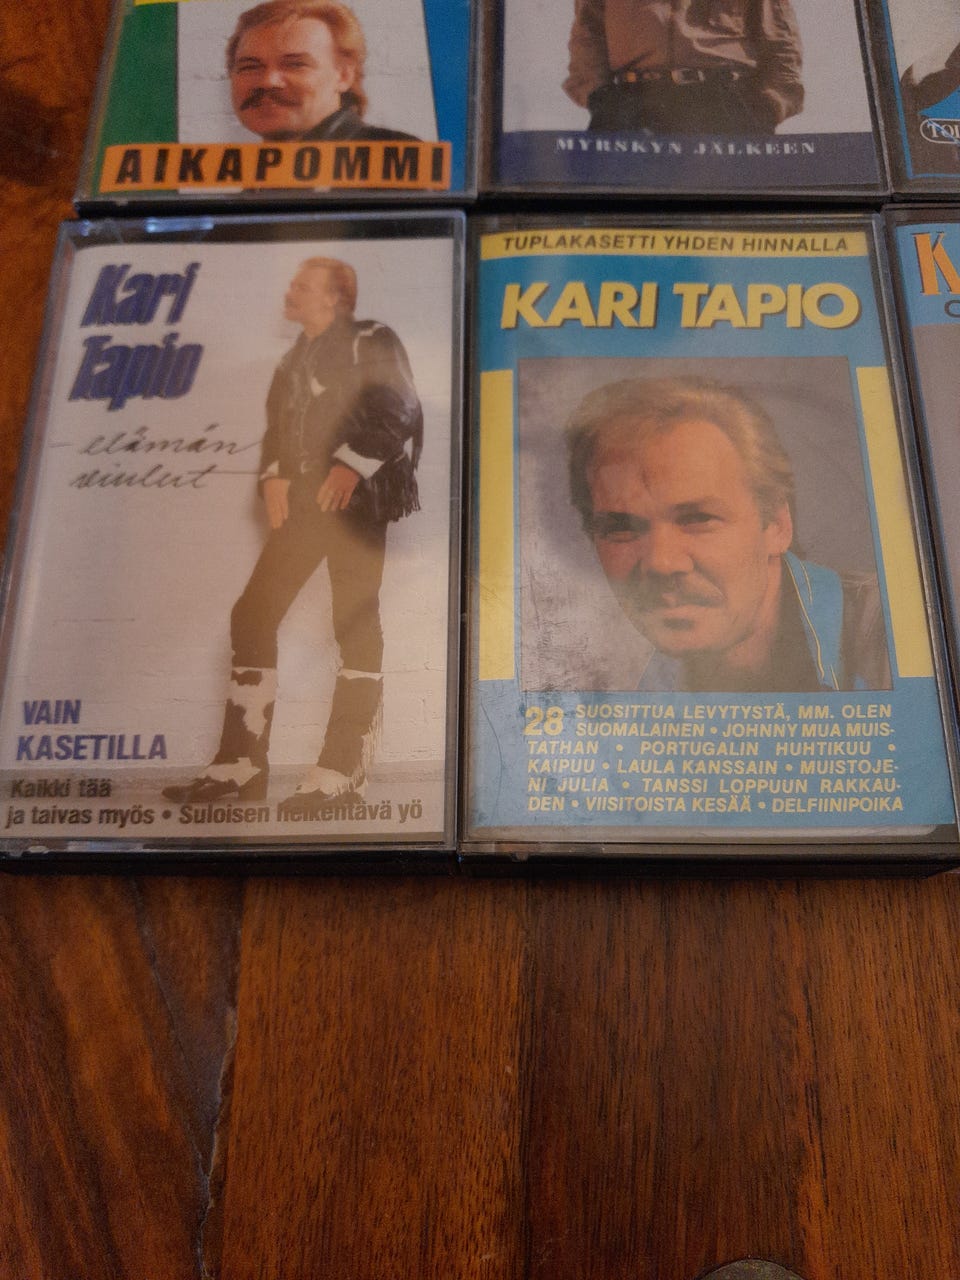 AIKAPOMMI
MYRSKYN JÄLKEEN
Kari
Tapio
elämän
viulut
VAIN
KASETILLA
Kaikki tää
ja taivas myös • Suloisen heikentävä yö
TUPLAKASETTI YHDEN HINNALLA
KARI TAPIO
28 SUOSITTUA LEVYTYSTÄ, MM. OLEN
SUOMALAINEN • JOHNNY MUA MUIS-
TATHAN • PORTUGALIN HUHTIKUU •
KAIPUU • LAULA KANSSAIN • MUISTOJE-
NI JULIA • TANSSI LOPPUUN RAKKAU-
DEN • VIISITOISTA KESÄÄ • DELFIINIPOIKA